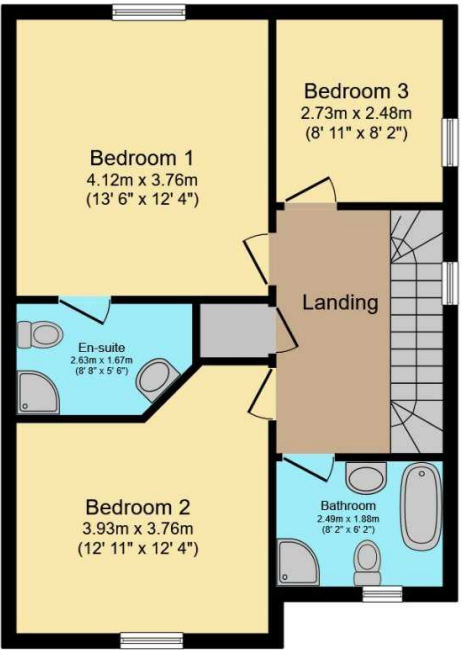 Bedroom 1
4.12m x 3.76m
(13' 6" x 12' 4")
Bedroom 3
2.73m x 2.48m
(8' 11" x 8' 2")
Landing
En-suite
2.63m x 1.67m
(8' 8" x 5' 6")
Bedroom 2
3.93m x 3.76m
(12' 11" x 12' 4")
Bathroom
2.49m x 1.88m
(8' 2" x 6' 2")